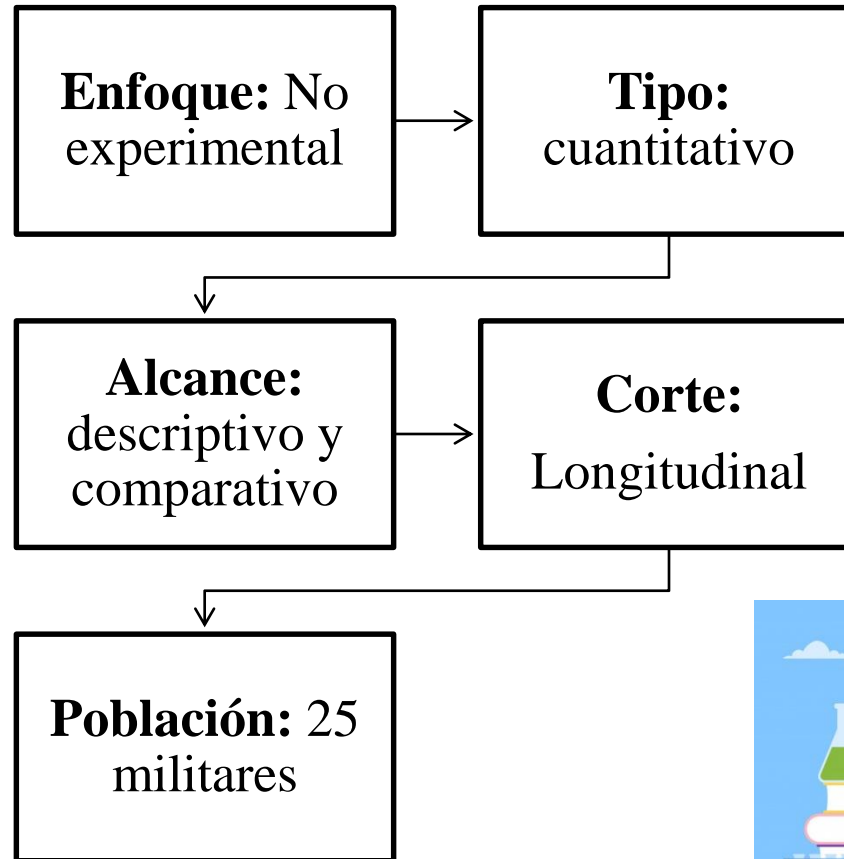 Enfoque: No
experimental
Tipo:
cuantitativo
Alcance:
descriptivo y
comparativo
Corte:
Longitudinal
Población: 25
militares